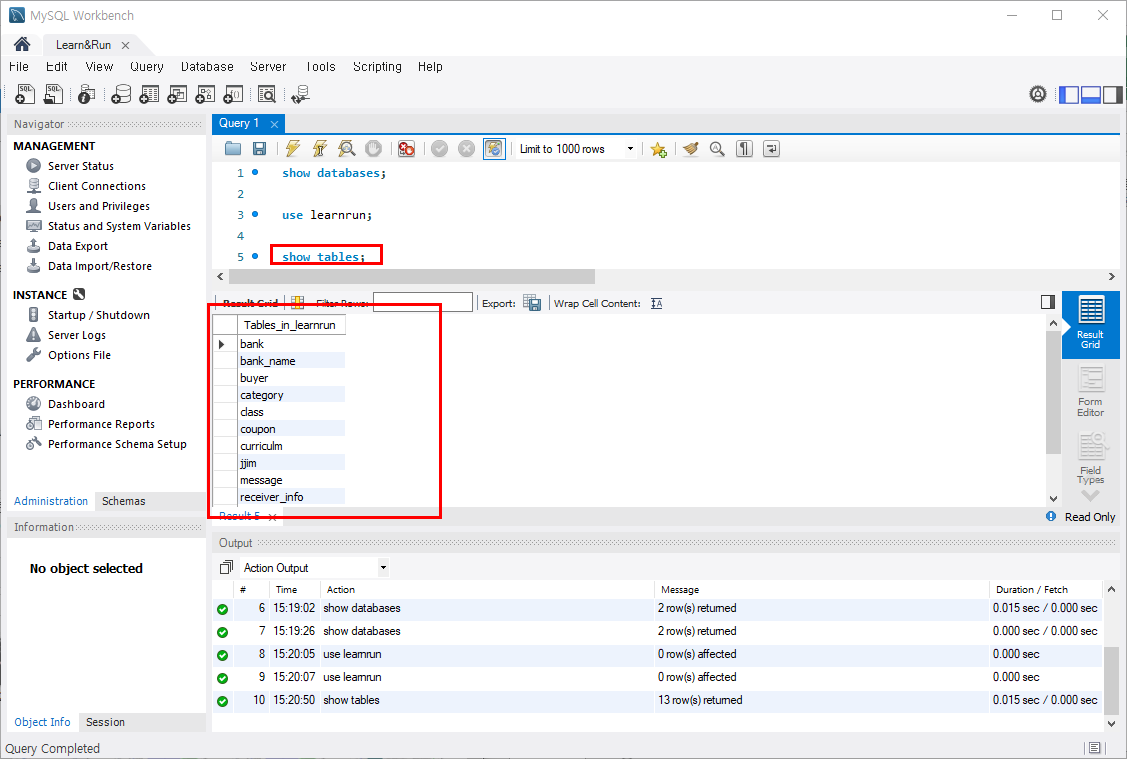 MySQL Workbench
Learn&Run
File Edit View Query Database Server Tools Scripting Help
Navigator
MANAGEMENT
Server Status
Client Connections
Users and Privileges
Status and System Variables
Data Export
Data Import/Restore
INSTANCE
Startup / Shutdown
Server Logs
Options File
PERFORMANCE
Dashboard
Performance Reports
Performance Schema Setup
Administration Schemas
Information
No object selected
Object Info Session
Query 1
Limit to 1000 rows
1 show databases;
2
3 use learnrun;
4
5 show tables;
Result Grid Filter Rows: Export: Wrap Cell Content:
Tables_in_learnrun
bank
bank_name
buyer
category
class
coupon
curriculm
jjim
message
receiver_info
Result 5
Result Grid
Form Editor
Field Types
Read Only
Output
Action Output
# Time Action Message Duration / Fetch
6 15:19:02 show databases 2 row(s) returned 0.015 sec / 0.000 sec
7 15:19:26 show databases 2 row(s) returned 0.000 sec / 0.000 sec
8 15:20:05 use learnrun 0 row(s) affected 0.000 sec
9 15:20:07 use learnrun 0 row(s) affected 0.000 sec
10 15:20:50 show tables 13 row(s) returned 0.015 sec / 0.000 sec
Query Completed